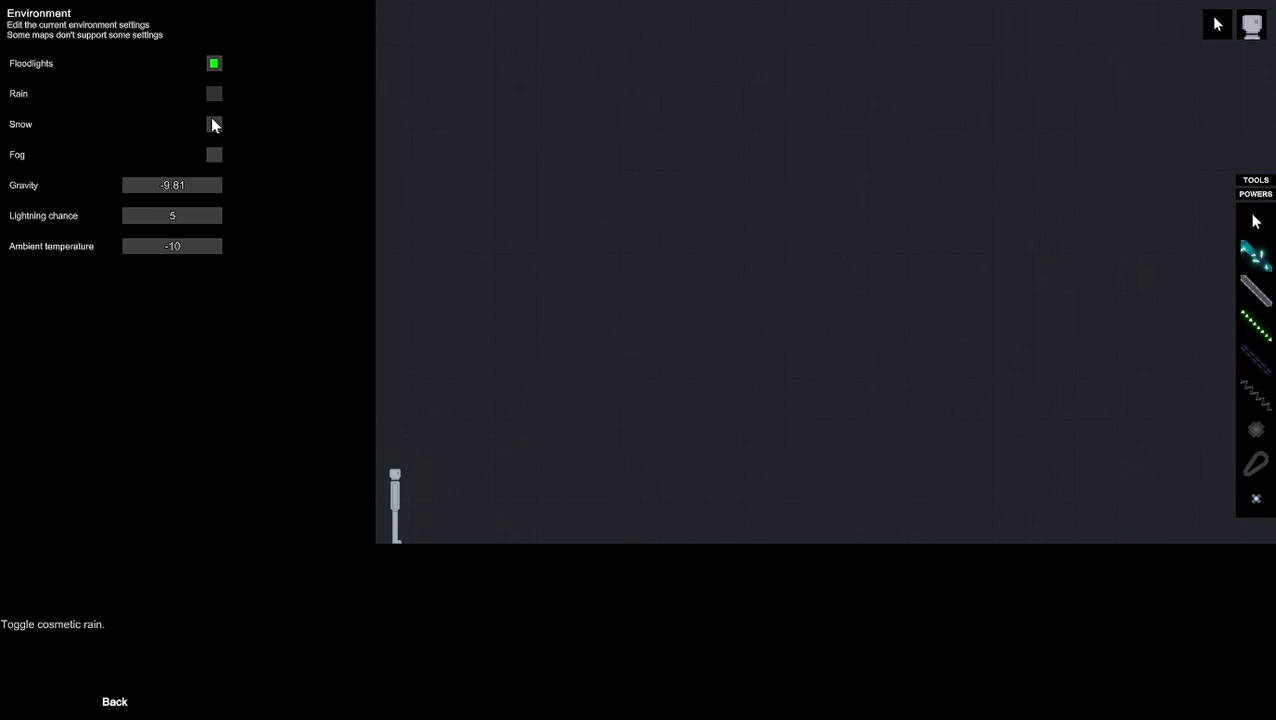 Environment
Edit the current environment settings
Some maps don't support some settings
Floodlights
Rain
Snow
Fog
Gravity -9.81
Lightning chance 5
Ambient temperature -10
TOOLS
POWERS
Toggle cosmetic rain.
Back